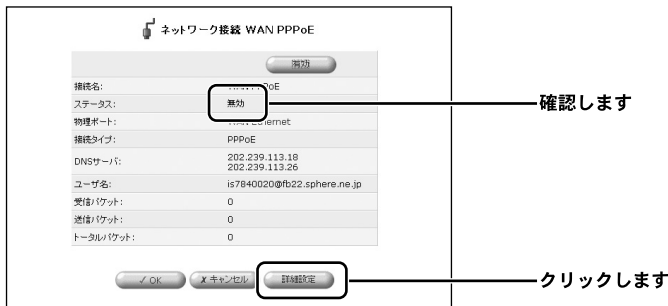 ネットワーク接続 WAN PPPoE
有効
接続名: WAN PPPoE
ステータス: 無効
確認します
物理ポート: WAN Ethernet
接続タイプ: PPPoE
DNSサーバ: 202.239.113.18
202.239.113.26
ユーザ名: is7840020@fb22.sphere.ne.jp
受信パケット: 0
送信パケット: 0
トータルパケット: 0
✓ OK
✗ キャンセル
詳細設定
クリックします